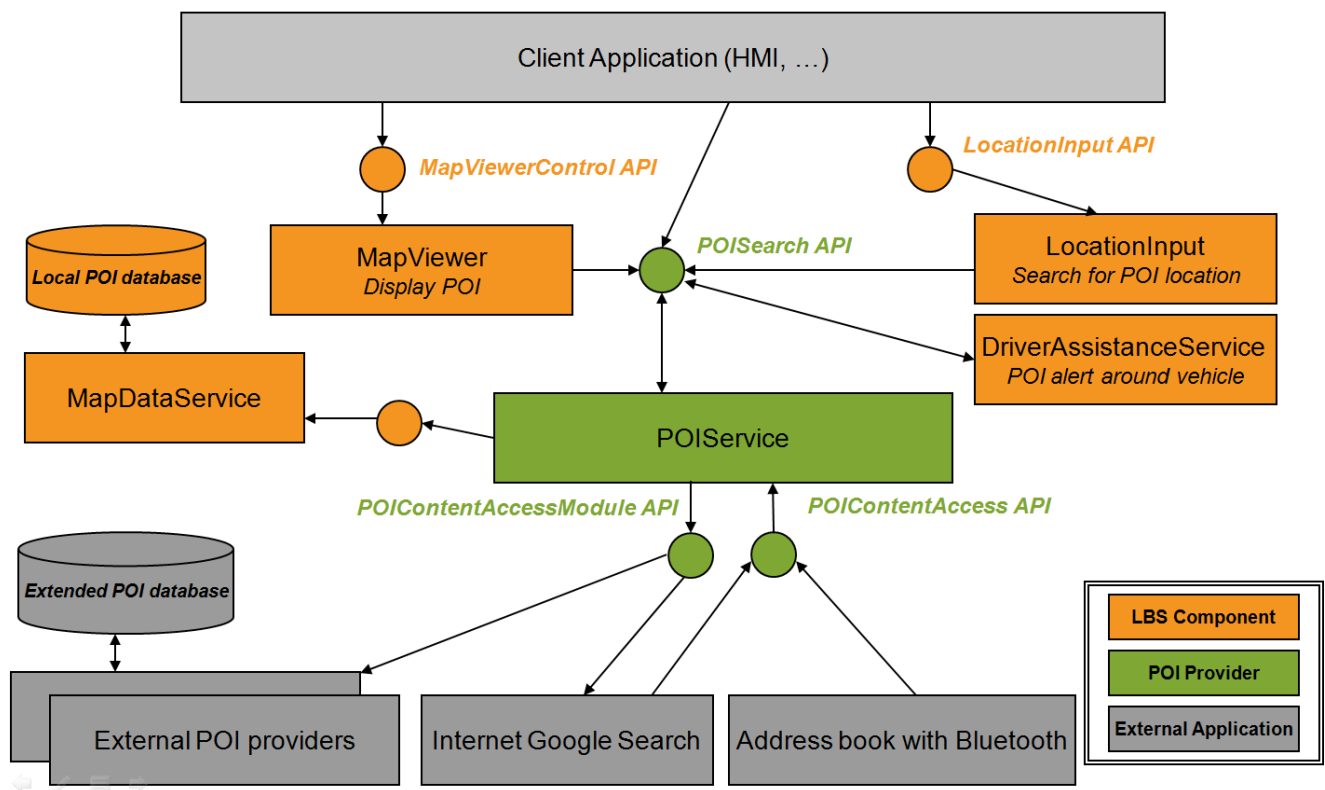 Client Application (HMI, …)
MapViewerControl API
LocationInput API
Local POI database
MapViewer
Display POI
POISearch API
LocationInput
Search for POI location
MapDataService
DriverAssistanceService
POI alert around vehicle
POIService
POIContentAccessModule API
POIContentAccess API
Extended POI database
External POI providers
Internet Google Search
Address book with Bluetooth
LBS Component
POI Provider
External Application